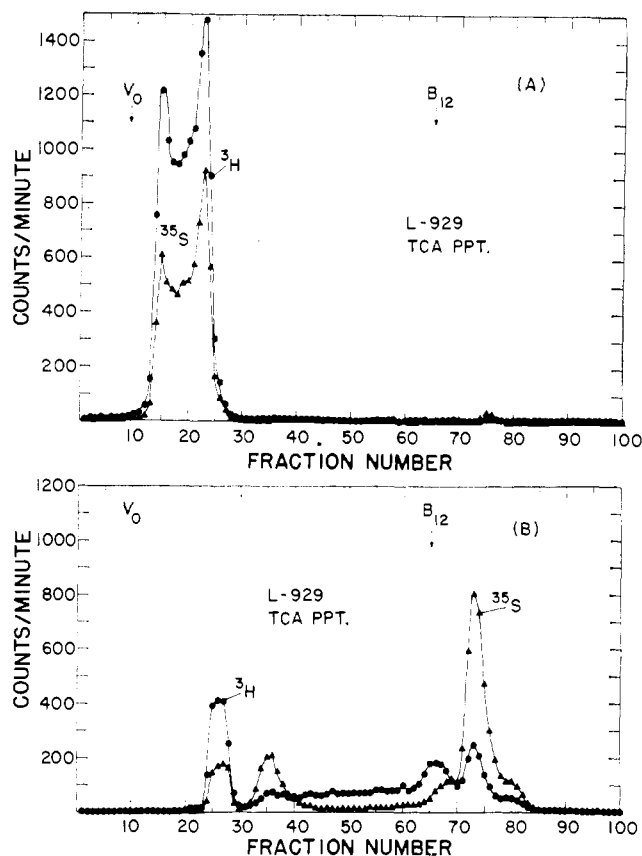 1400
1200
1000
800
600
400
200
COUNTS/MINUTE
V0
B12
(A)
3H
35S
L-929
TCA PPT.
10 20 30 40 50 60 70 80 90 100
FRACTION NUMBER
1200
1000
800
600
400
200
COUNTS/MINUTE
V0
B12
(B)
L-929
TCA PPT.
35S
3H
10 20 30 40 50 60 70 80 90 100
FRACTION NUMBER